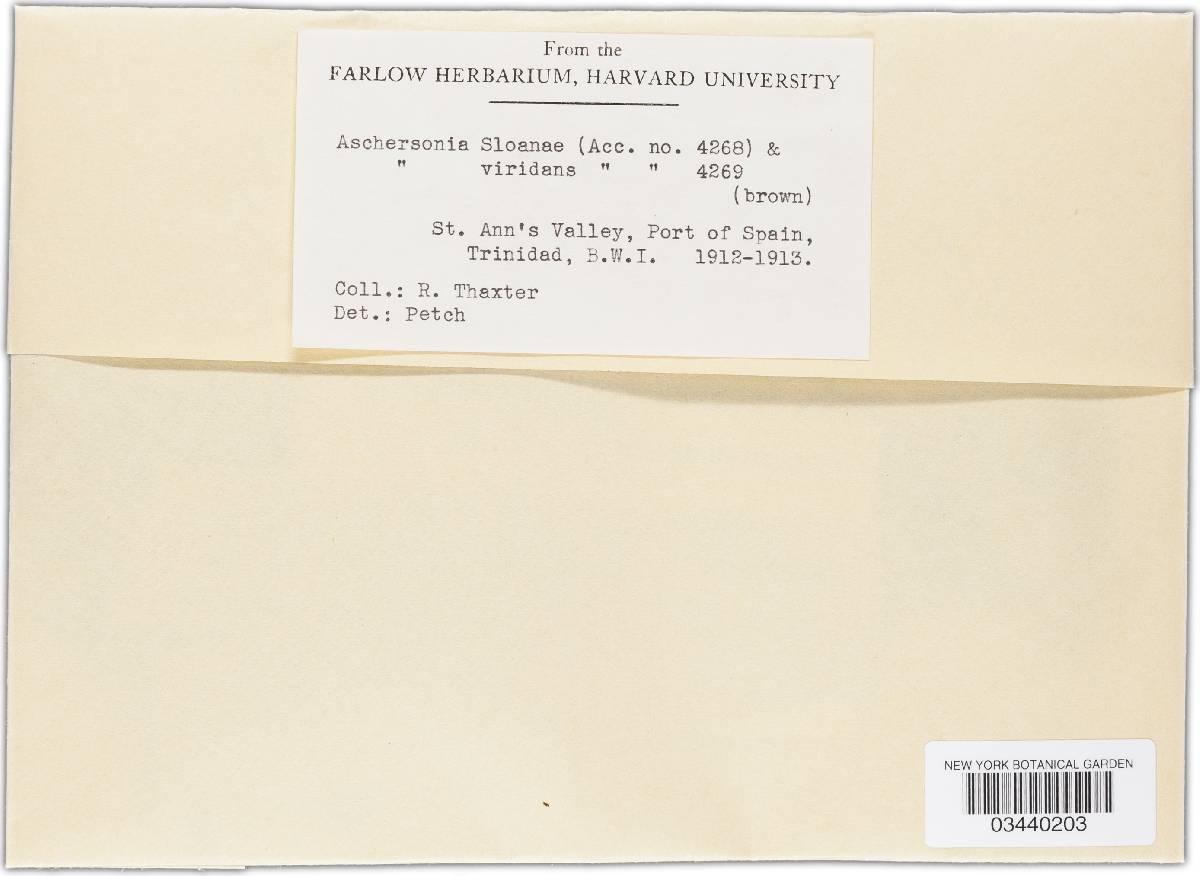 From the
FARLOW HERBARIUM, HARVARD UNIVERSITY
Aschersonia Sloanae (Acc. no. 4268) &
" viridans " " 4269
(brown)
St. Ann's Valley, Port of Spain,
Trinidad, B.W.I. 1912-1913.
Coll.: R. Thaxter
Det.: Petch
NEW YORK BOTANICAL GARDEN
03440203